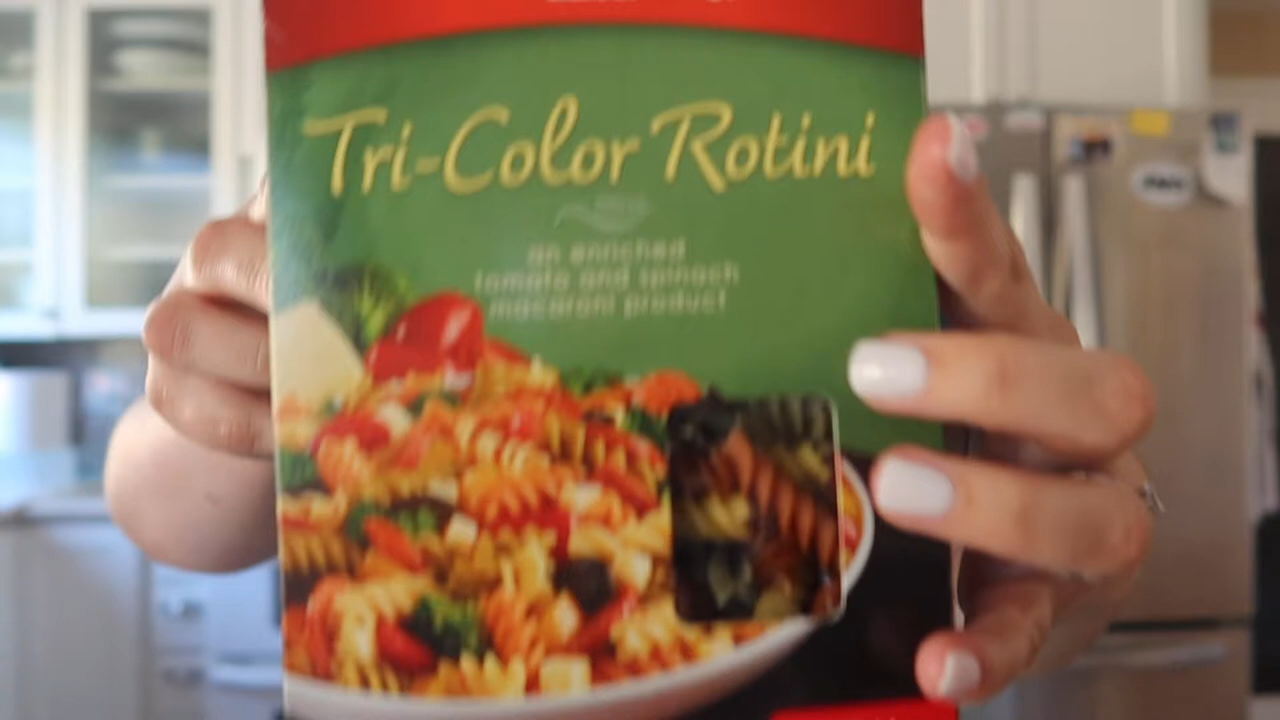 Tri-Color Rotini
an enriched
tomato and spinach
macaroni product